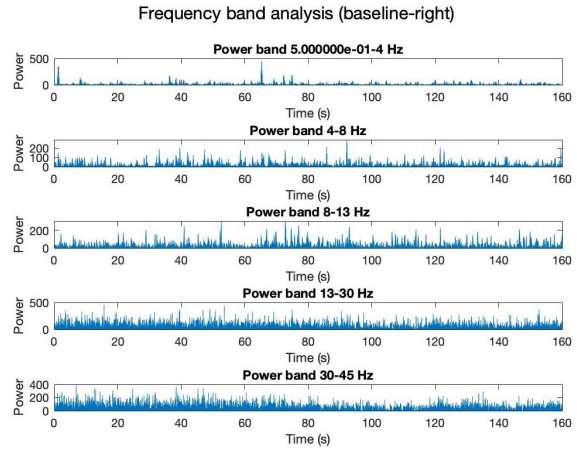 Frequency band analysis (baseline-right)
Power band 5.000000e-01-4 Hz
500
0
Power
0 20 40 60 80 100 120 140 160
Time (s)
Power band 4-8 Hz
200
100
0
Power
0 20 40 60 80 100 120 140 160
Time (s)
Power band 8-13 Hz
200
0
Power
0 20 40 60 80 100 120 140 160
Time (s)
Power band 13-30 Hz
500
0
Power
0 20 40 60 80 100 120 140 160
Time (s)
Power band 30-45 Hz
400
200
0
Power
0 20 40 60 80 100 120 140 160
Time (s)